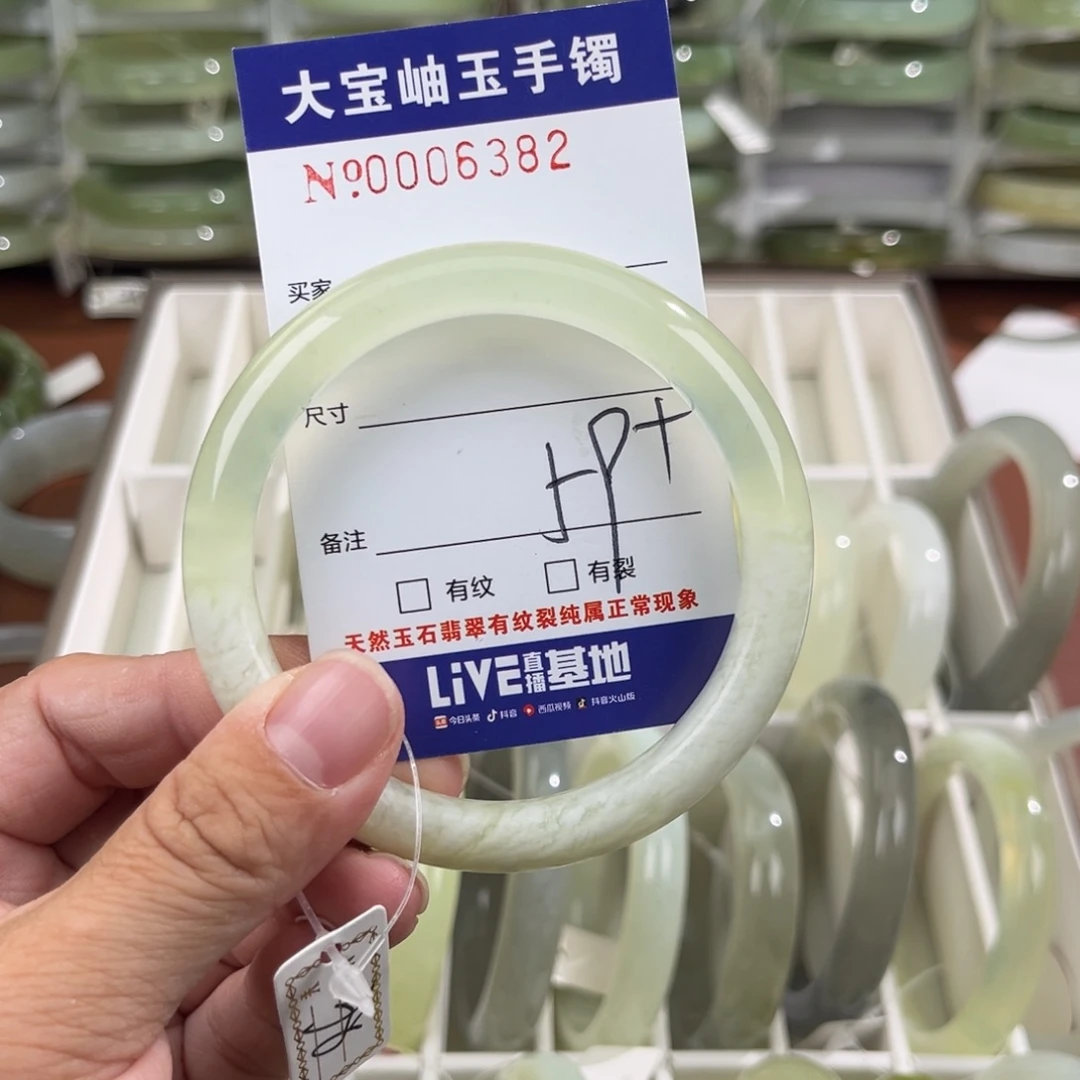 大宝岫玉手镯
№0006382
买家
尺寸
备注
有纹 有裂
天然玉石翡翠有纹裂纯属正常现象
LiVE直播基地
今日头条 抖音 西瓜视频 抖音火山版